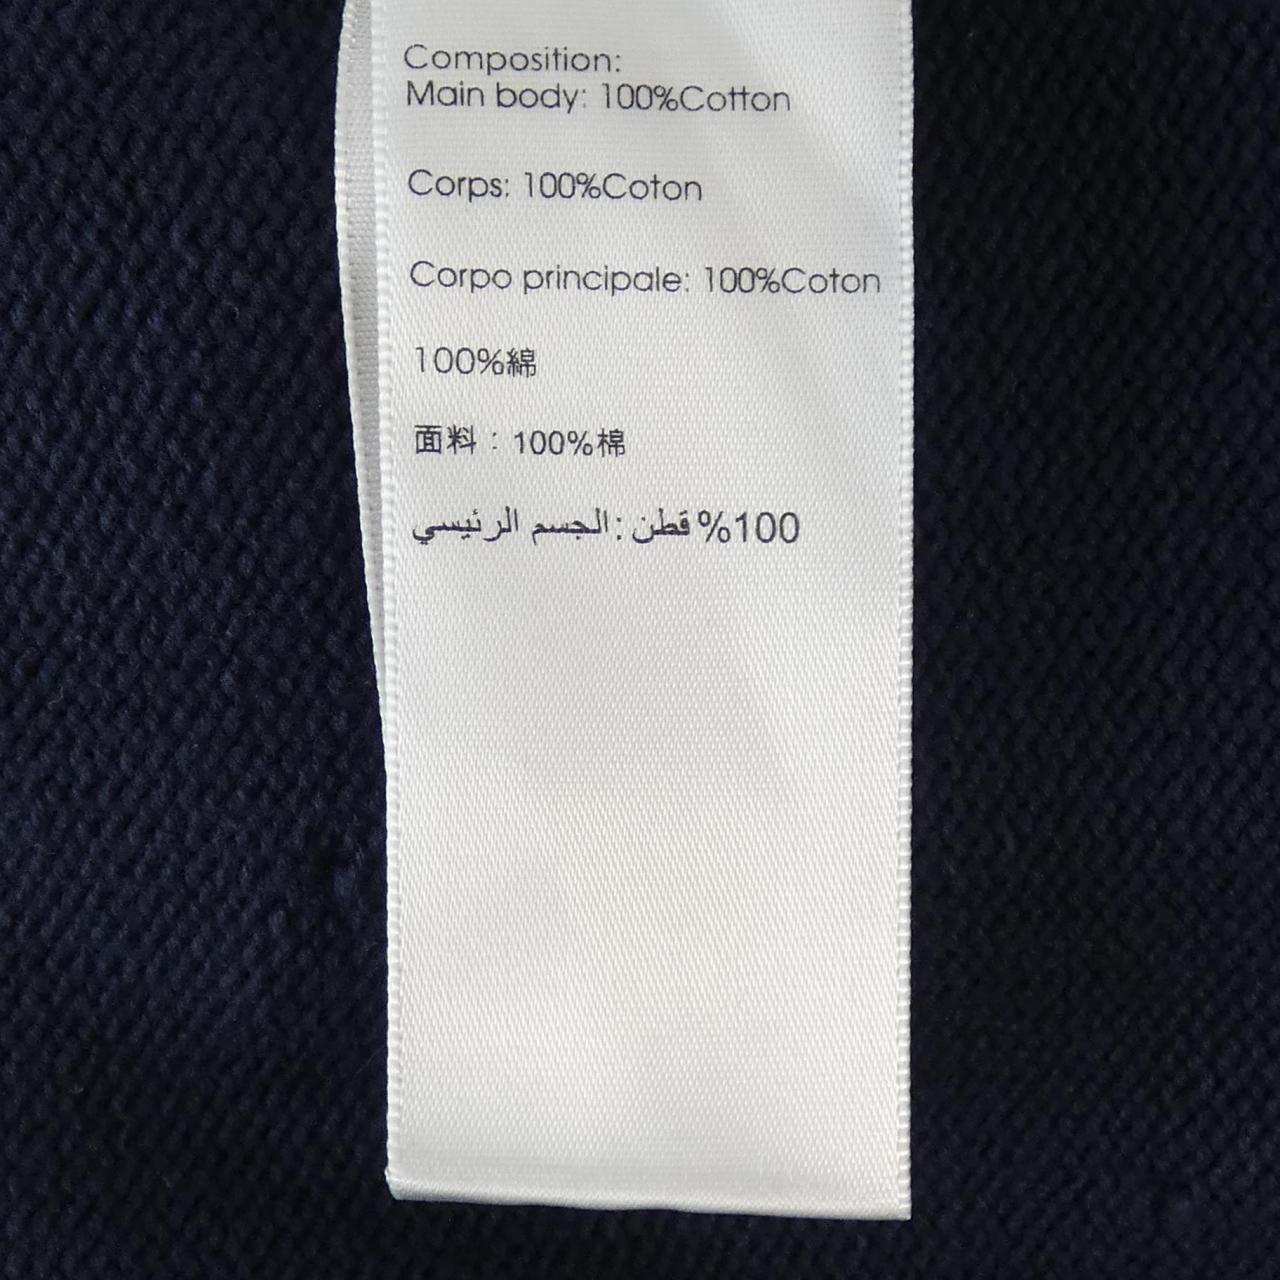 Composition:
Main body: 100%Cotton
Corps: 100%Coton
Corpo principale: 100%Coton
100%綿
面料：100%棉
الجسم الرئيسي: قطن 100%